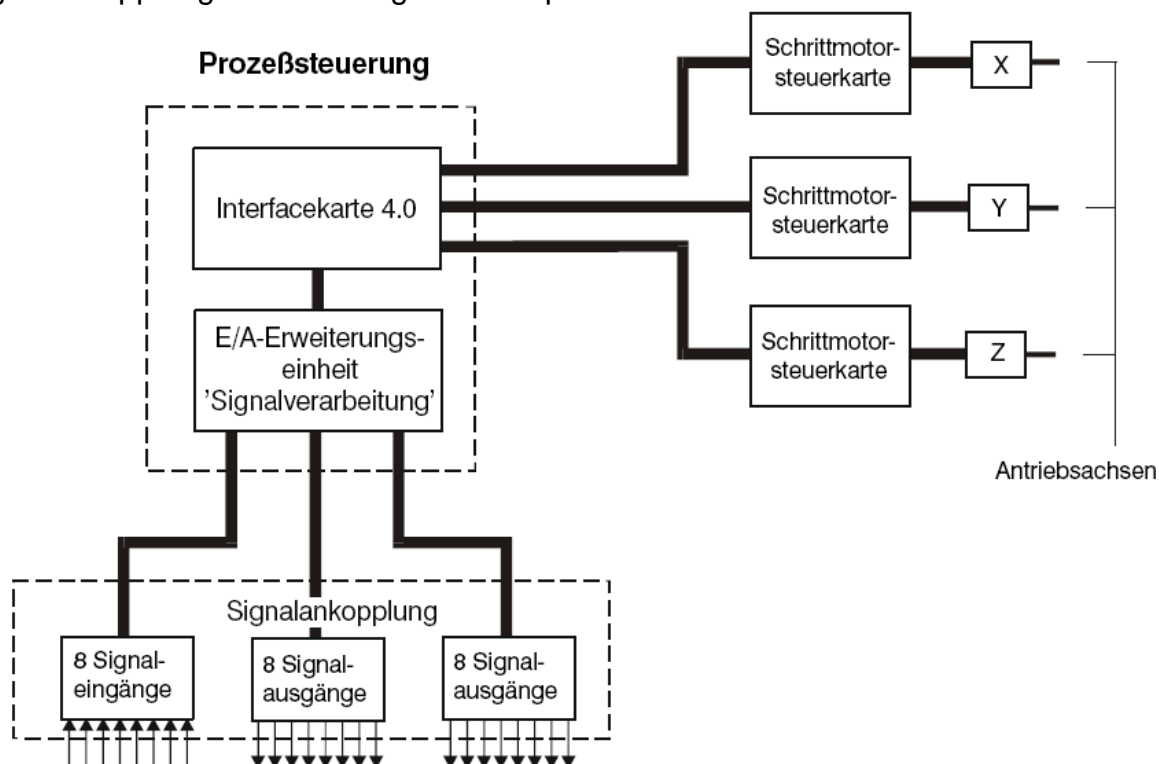 Prozeßsteuerung
Interfacekarte 4.0
E/A-Erweiterungs-
einheit
'Signalverarbeitung'
Schrittmotor-
steuerkarte
X
Schrittmotor-
steuerkarte
Y
Schrittmotor-
steuerkarte
Z
Antriebsachsen
Signalankopplung
8 Signal-
eingänge
8 Signal-
ausgänge
8 Signal-
ausgänge